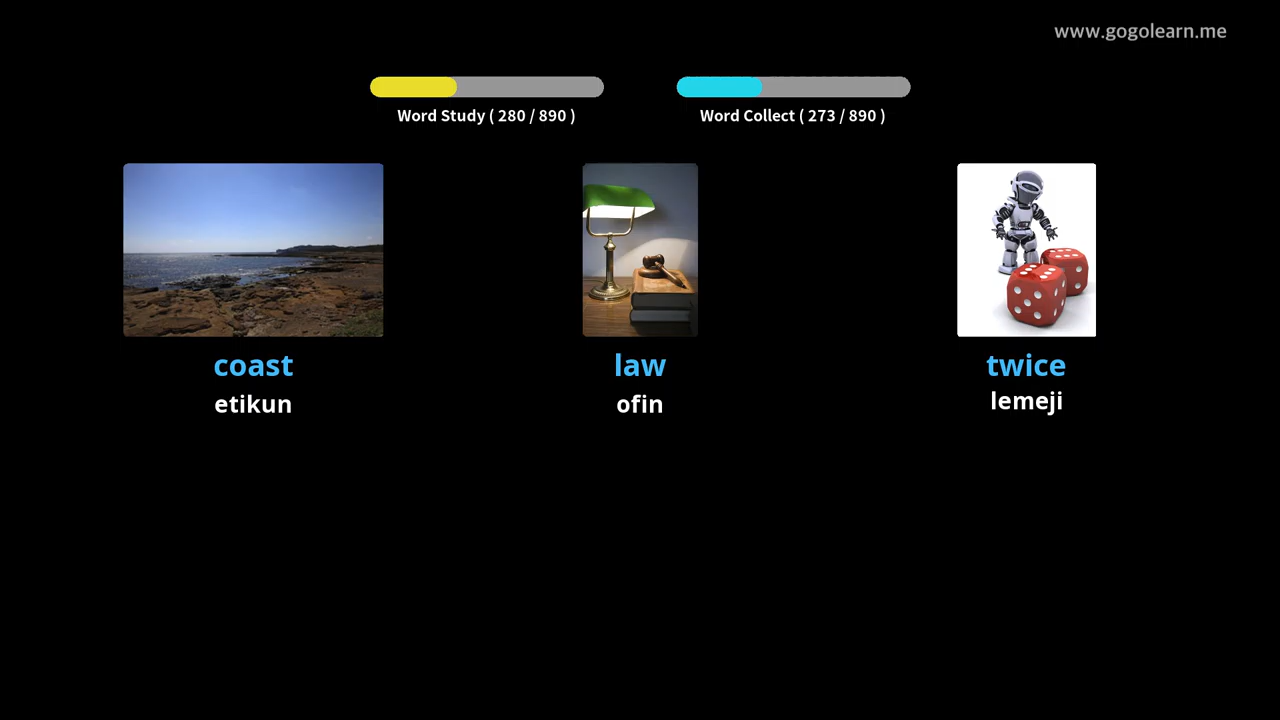 www.gogolearn.me
Word Study ( 280 / 890 )
Word Collect ( 273 / 890 )
coast
law
twice
etikun
ofin
lemeji